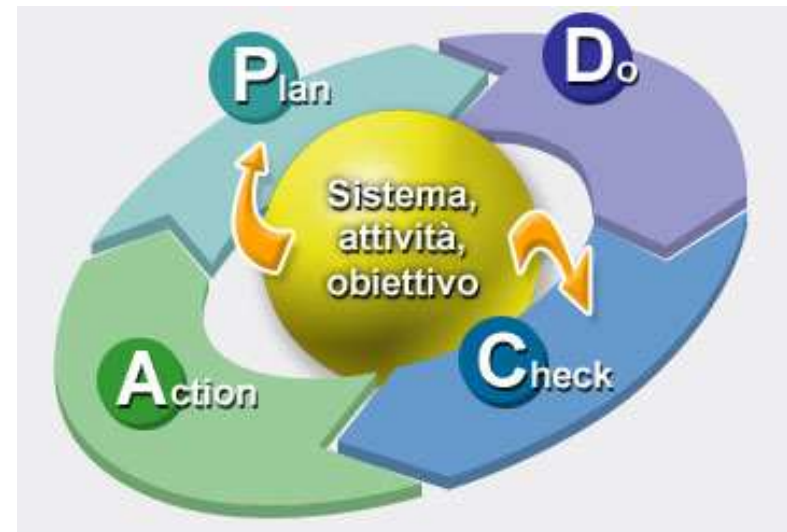 Plan
Do
Sistema,
attività,
obiettivo
Check
Action